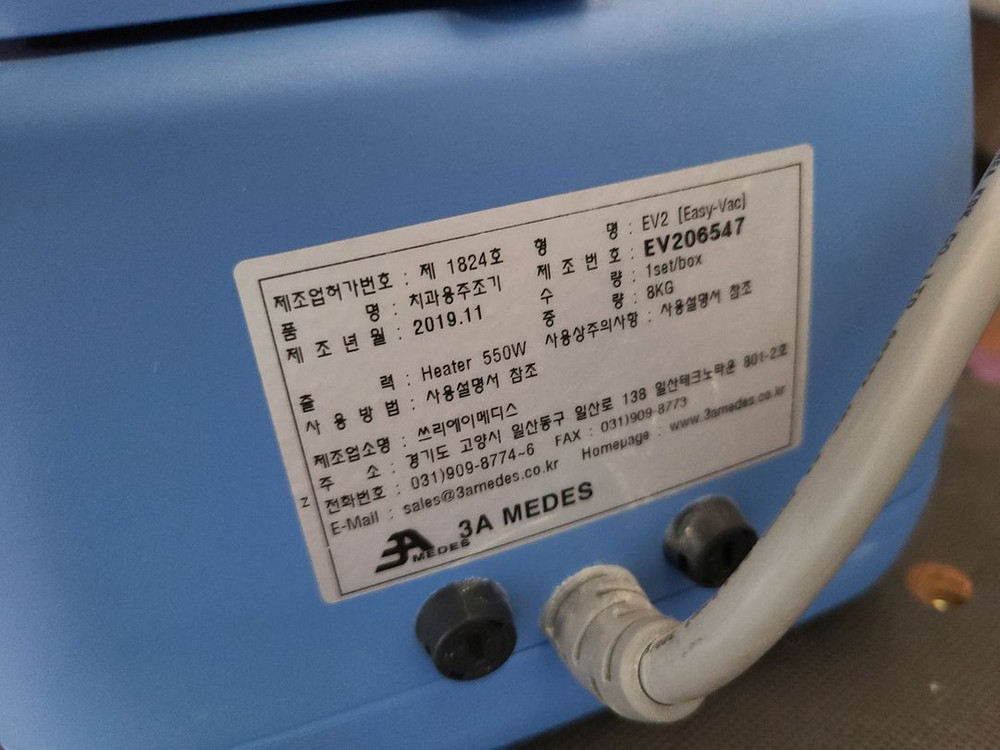 제조업허가번호 : 제 1824호 형 명 : EV2 [Easy-Vac]
품 명 : 치과용주조기 제 조 번 호 : EV206547
제 조 년 월 : 2019.11 수 량 : 1set/box
중 량 : 8KG
출 력 : Heater 550W 사용상주의사항 : 사용설명서 참조
사 용 방 법 : 사용설명서 참조
제조업소명 : 쓰리에이메디스
주 소 : 경기도 고양시 일산동구 일산로 138 일산테크노타운 801-2호
전화번호 : 031)909-8774~6 FAX : 031)909-8773
E-Mail : sales@3amedes.co.kr Homepage : www.3amedes.co.kr
3A MEDES 3A MEDES